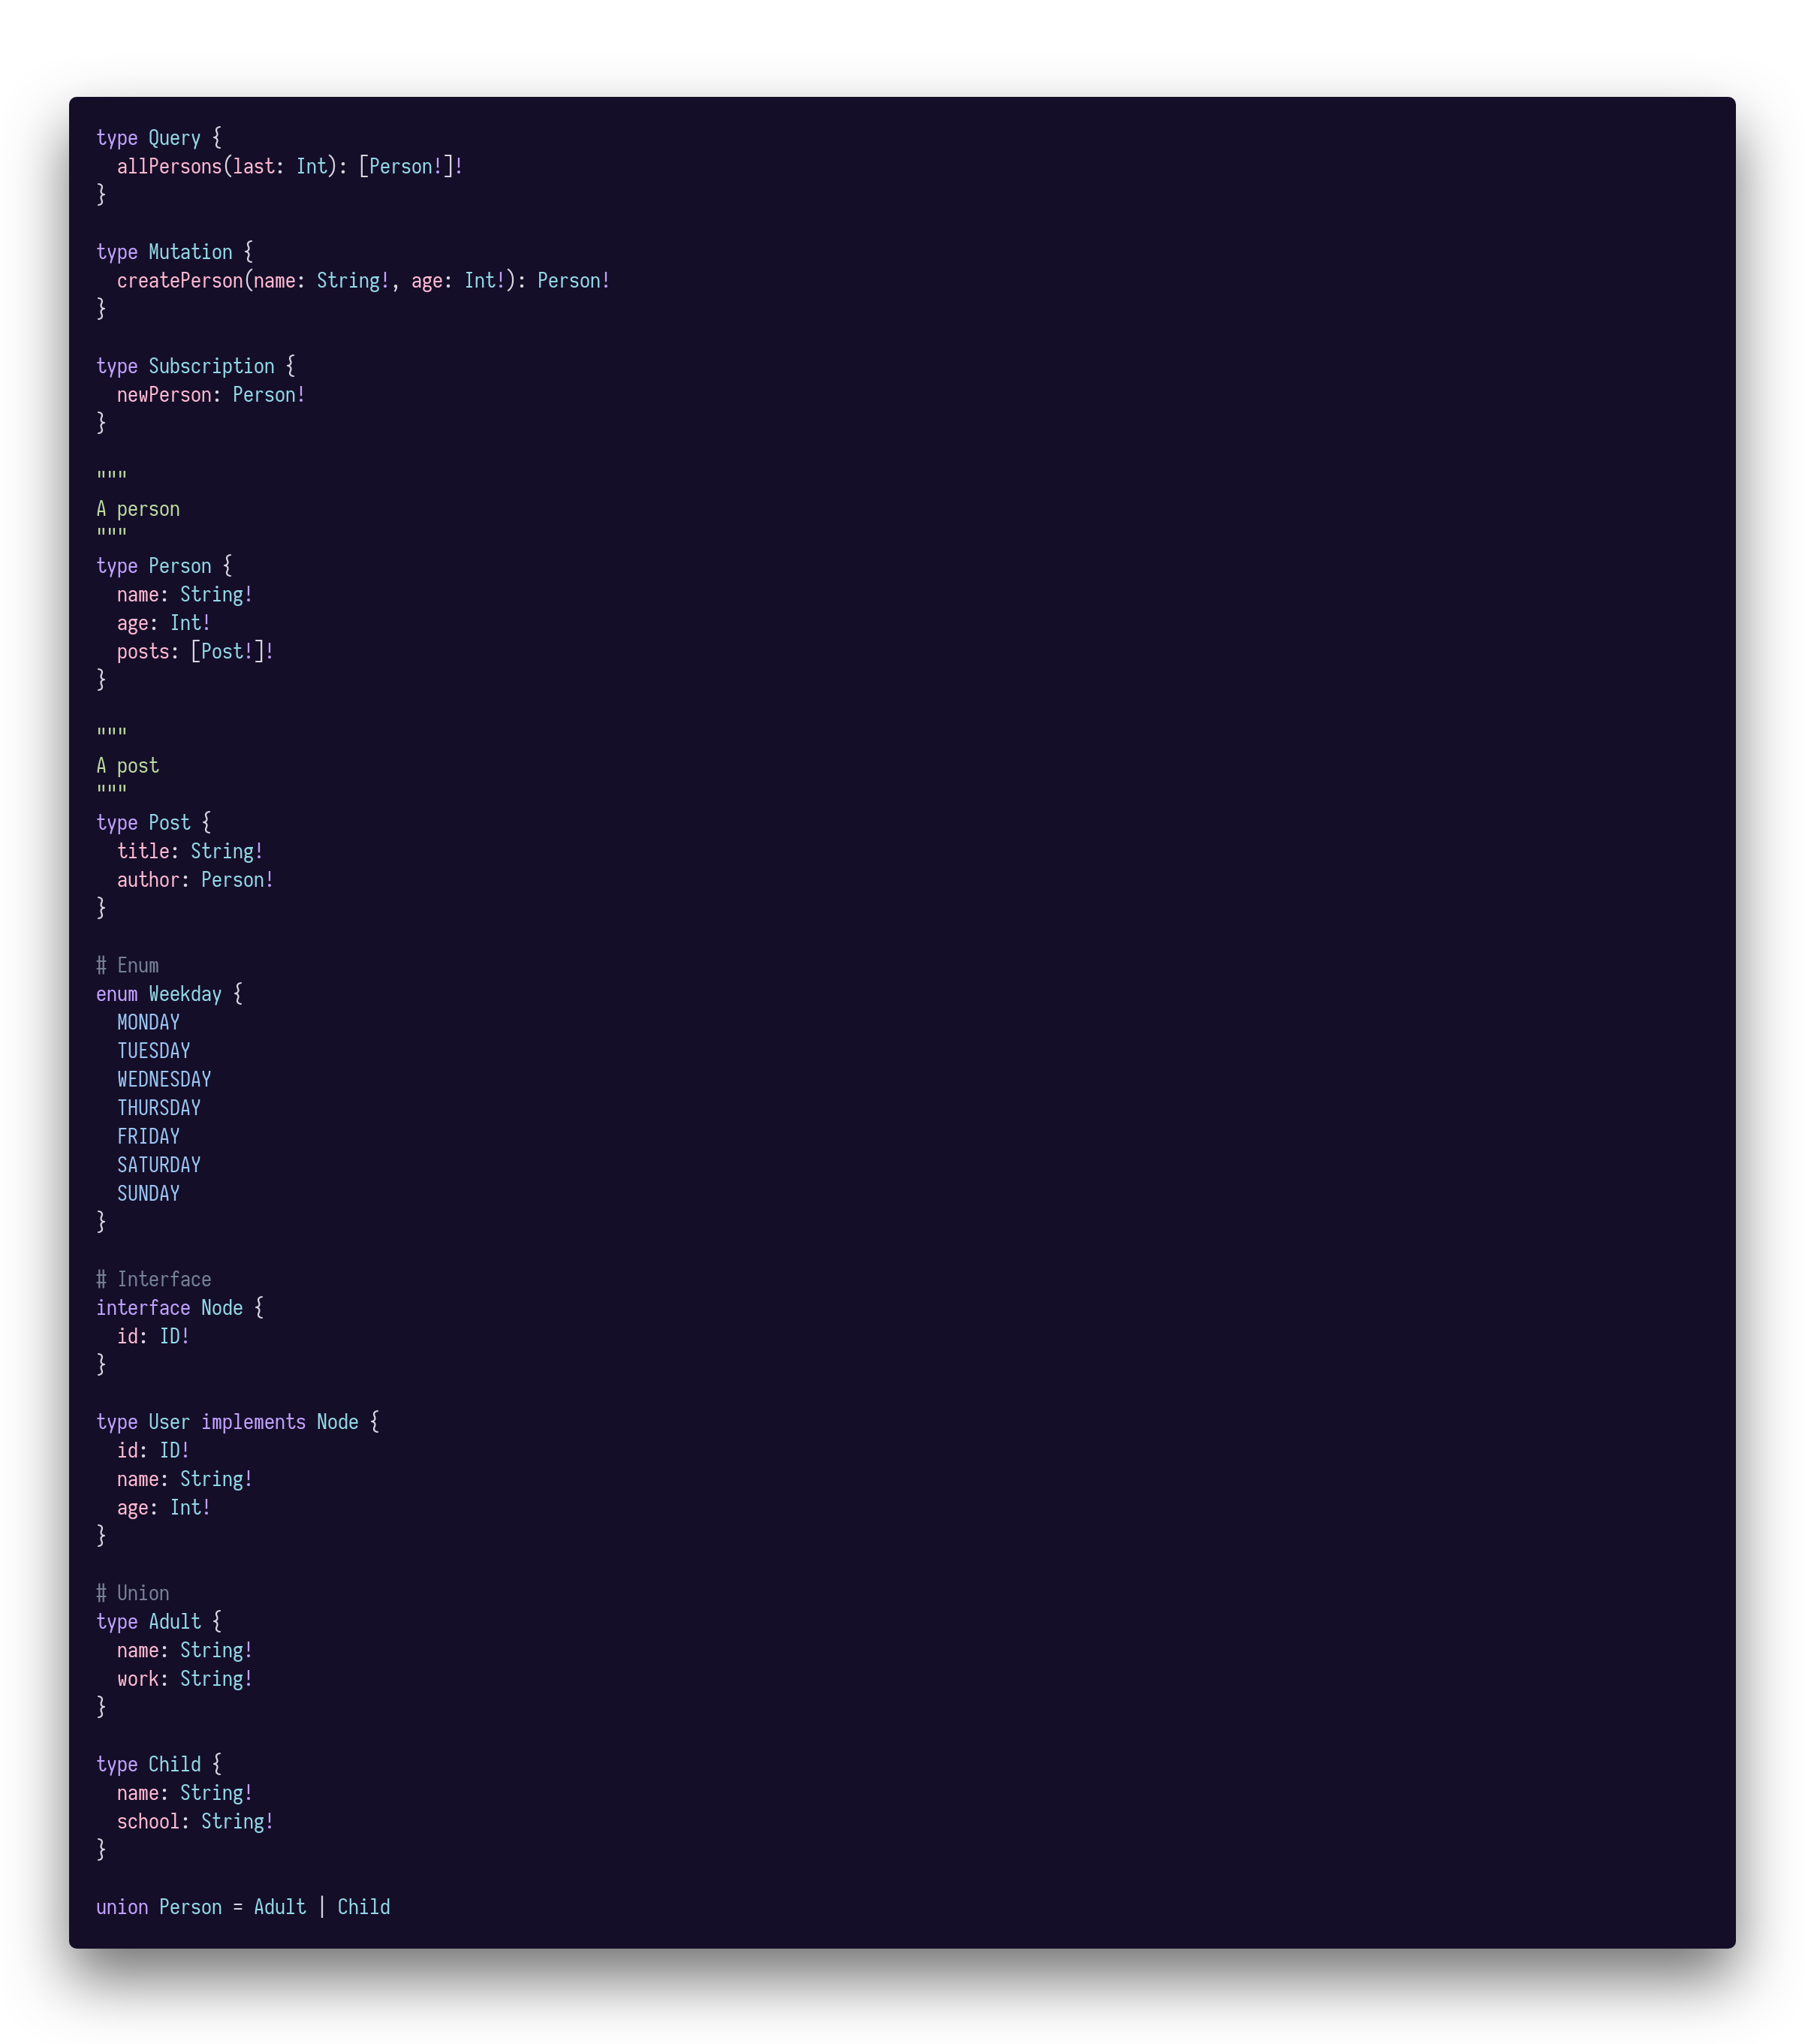 type Query {
  allPersons(last: Int): [Person!]!
}

type Mutation {
  createPerson(name: String!, age: Int!): Person!
}

type Subscription {
  newPerson: Person!
}

"""
A person
"""
type Person {
  name: String!
  age: Int!
  posts: [Post!]!
}

"""
A post
"""
type Post {
  title: String!
  author: Person!
}

# Enum
enum Weekday {
  MONDAY
  TUESDAY
  WEDNESDAY
  THURSDAY
  FRIDAY
  SATURDAY
  SUNDAY
}

# Interface
interface Node {
  id: ID!
}

type User implements Node {
  id: ID!
  name: String!
  age: Int!
}

# Union
type Adult {
  name: String!
  work: String!
}

type Child {
  name: String!
  school: String!
}

union Person = Adult | Child